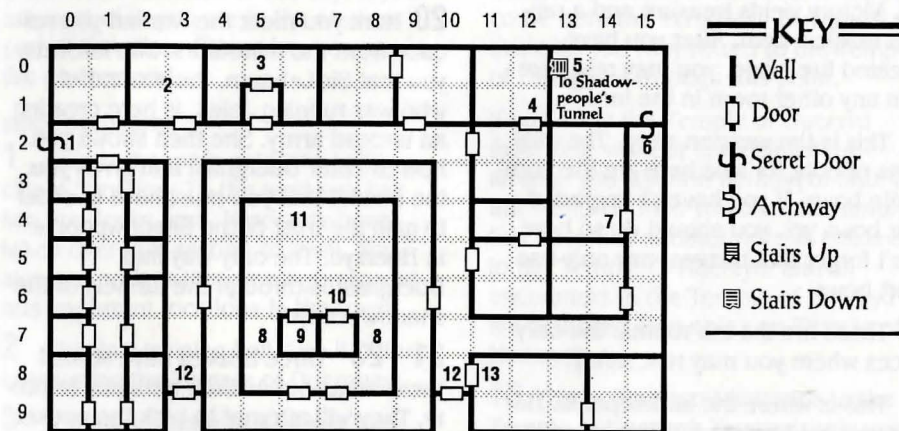 0 1 2 3 4 5 6 7 8 9 10 11 12 13 14 15
KEY
0 3 5
2 To Shadow-
1 4 people's
Tunnel
2 1 6
3
4 11 7
5
6 10
7 8 9 8
8 12 12 13
9
Wall
Door
Secret Door
Archway
Stairs Up
Stairs Down